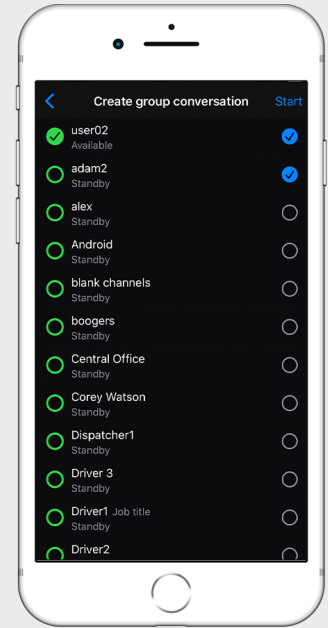 Create group conversation Start
user02
Available
adam2
Standby
alex
Standby
Android
Standby
blank channels
Standby
boogers
Standby
Central Office
Standby
Corey Watson
Standby
Dispatcher1
Standby
Driver 3
Standby
Driver1 Job title
Standby
Driver2